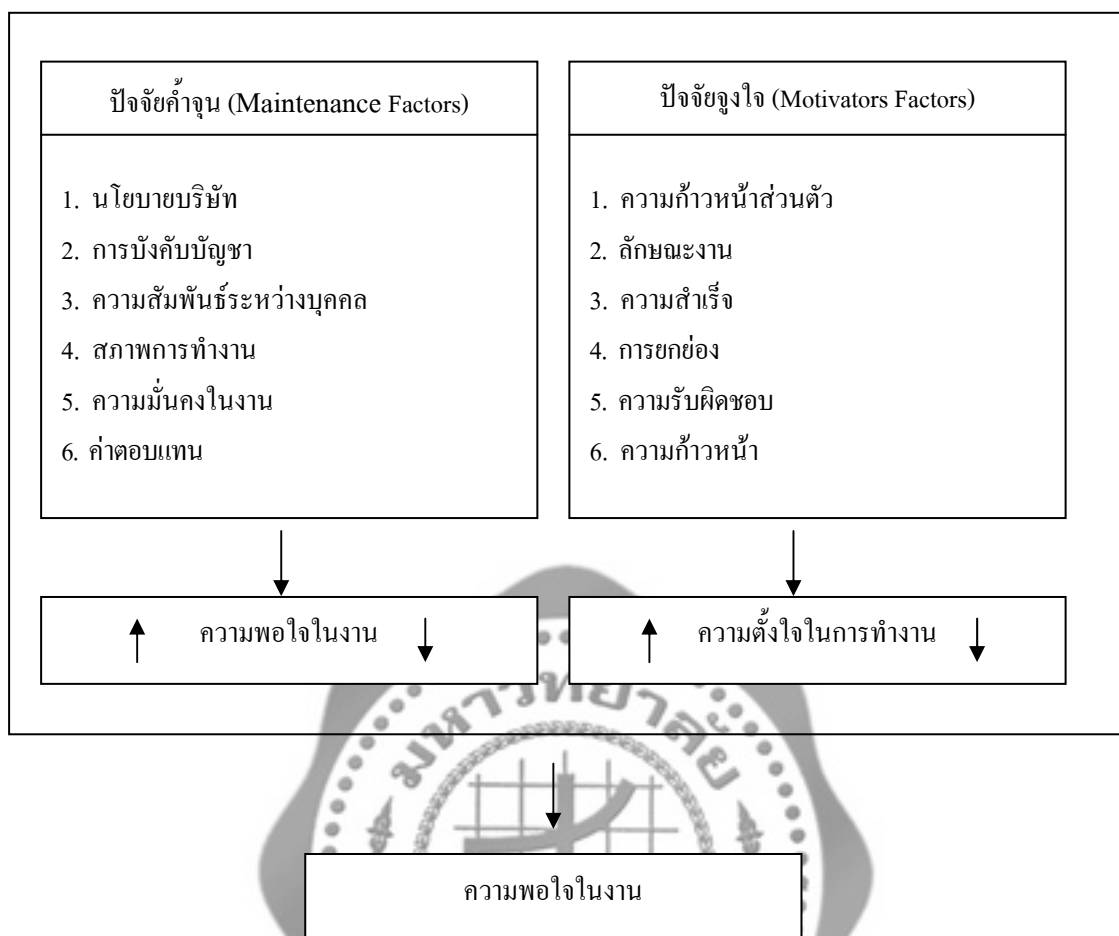 ปัจจัยค้ำจุน (Maintenance Factors)
1. นโยบายบริษัท
2. การบังคับบัญชา
3. ความสัมพันธ์ระหว่างบุคคล
4. สภาพการทำงาน
5. ความมั่นคงในงาน
6. ค่าตอบแทน
ปัจจัยจูงใจ (Motivators Factors)
1. ความก้าวหน้าส่วนตัว
2. ลักษณะงาน
3. ความสำเร็จ
4. การยกย่อง
5. ความรับผิดชอบ
6. ความก้าวหน้า
ความพอใจในงาน
ความตั้งใจในการทำงาน
มหาวิทยาลัย
ความพอใจในงาน